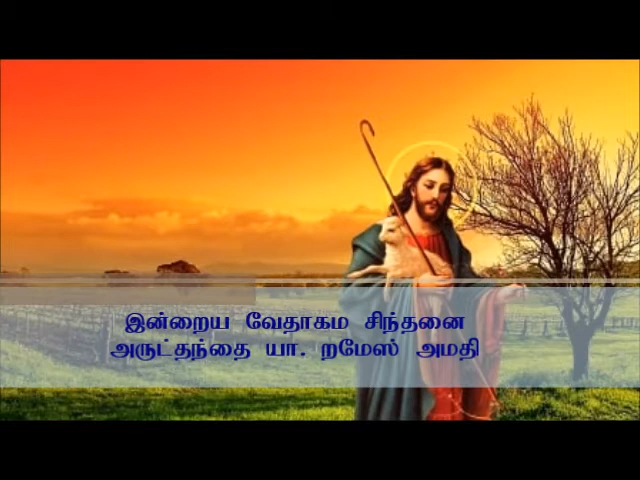 இன்றைய வேதாகம சிந்தனை
அருட்தந்தை யா. றமேஸ் அமதி